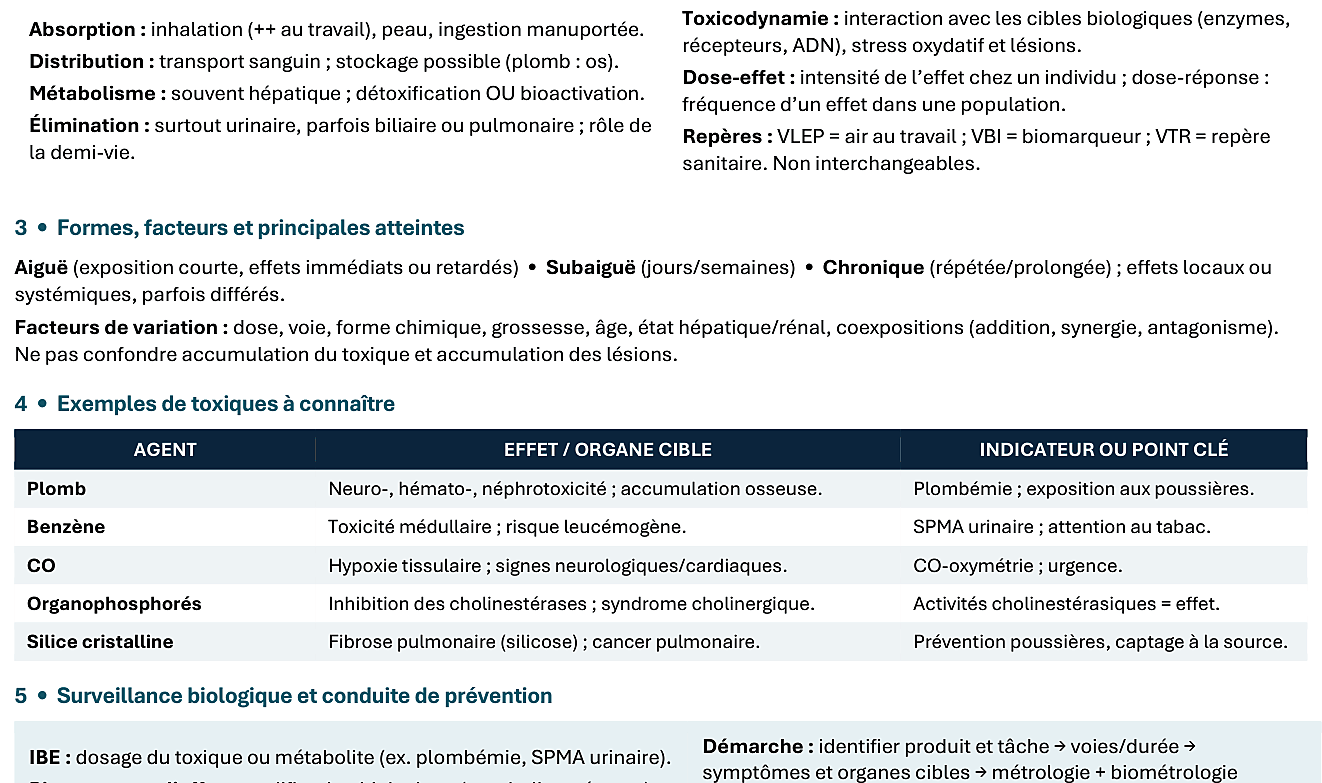 Absorption : inhalation (++ au travail), peau, ingestion manuportée.
Distribution : transport sanguin ; stockage possible (plomb : os).
Métabolisme : souvent hépatique ; détoxification OU bioactivation.
Élimination : surtout urinaire, parfois biliaire ou pulmonaire ; rôle de
la demi-vie.
Toxicodynamie : interaction avec les cibles biologiques (enzymes,
récepteurs, ADN), stress oxydatif et lésions.
Dose-effet : intensité de l’effet chez un individu ; dose-réponse :
fréquence d’un effet dans une population.
Repères : VLEP = air au travail ; VBI = biomarqueur ; VTR = repère
sanitaire. Non interchangeables.
3 • Formes, facteurs et principales atteintes
Aiguë (exposition courte, effets immédiats ou retardés) • Subaiguë (jours/semaines) • Chronique (répétée/prolongée) ; effets locaux ou
systémiques, parfois différés.
Facteurs de variation : dose, voie, forme chimique, grossesse, âge, état hépatique/rénal, coexpositions (addition, synergie, antagonisme).
Ne pas confondre accumulation du toxique et accumulation des lésions.
4 • Exemples de toxiques à connaître
AGENT EFFET / ORGANE CIBLE INDICATEUR OU POINT CLÉ
Plomb Neuro-, hémato-, néphrotoxicité ; accumulation osseuse. Plombémie ; exposition aux poussières.
Benzène Toxicité médullaire ; risque leucémogène. SPMA urinaire ; attention au tabac.
CO Hypoxie tissulaire ; signes neurologiques/cardiaques. CO-oxymétrie ; urgence.
Organophosphorés Inhibition des cholinestérases ; syndrome cholinergique. Activités cholinestérasiques = effet.
Silice cristalline Fibrose pulmonaire (silicose) ; cancer pulmonaire. Prévention poussières, captage à la source.
5 • Surveillance biologique et conduite de prévention
IBE : dosage du toxique ou métabolite (ex. plombémie, SPMA urinaire).
Démarche : identifier produit et tâche → voies/durée →
symptômes et organes cibles → métrologie + biométrologie